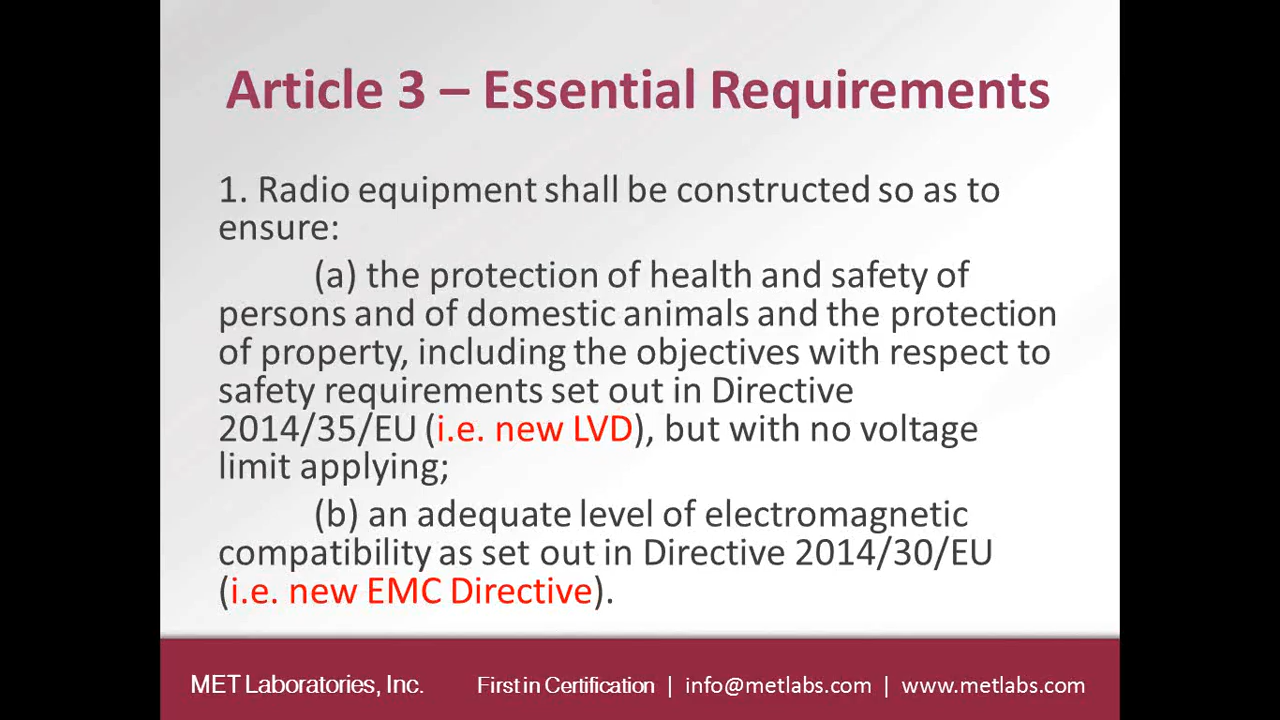 Article 3 – Essential Requirements
1. Radio equipment shall be constructed so as to
ensure:
(a) the protection of health and safety of
persons and of domestic animals and the protection
of property, including the objectives with respect to
safety requirements set out in Directive
2014/35/EU (i.e. new LVD), but with no voltage
limit applying;
(b) an adequate level of electromagnetic
compatibility as set out in Directive 2014/30/EU
(i.e. new EMC Directive).
MET Laboratories, Inc. First in Certification | info@metlabs.com | www.metlabs.com